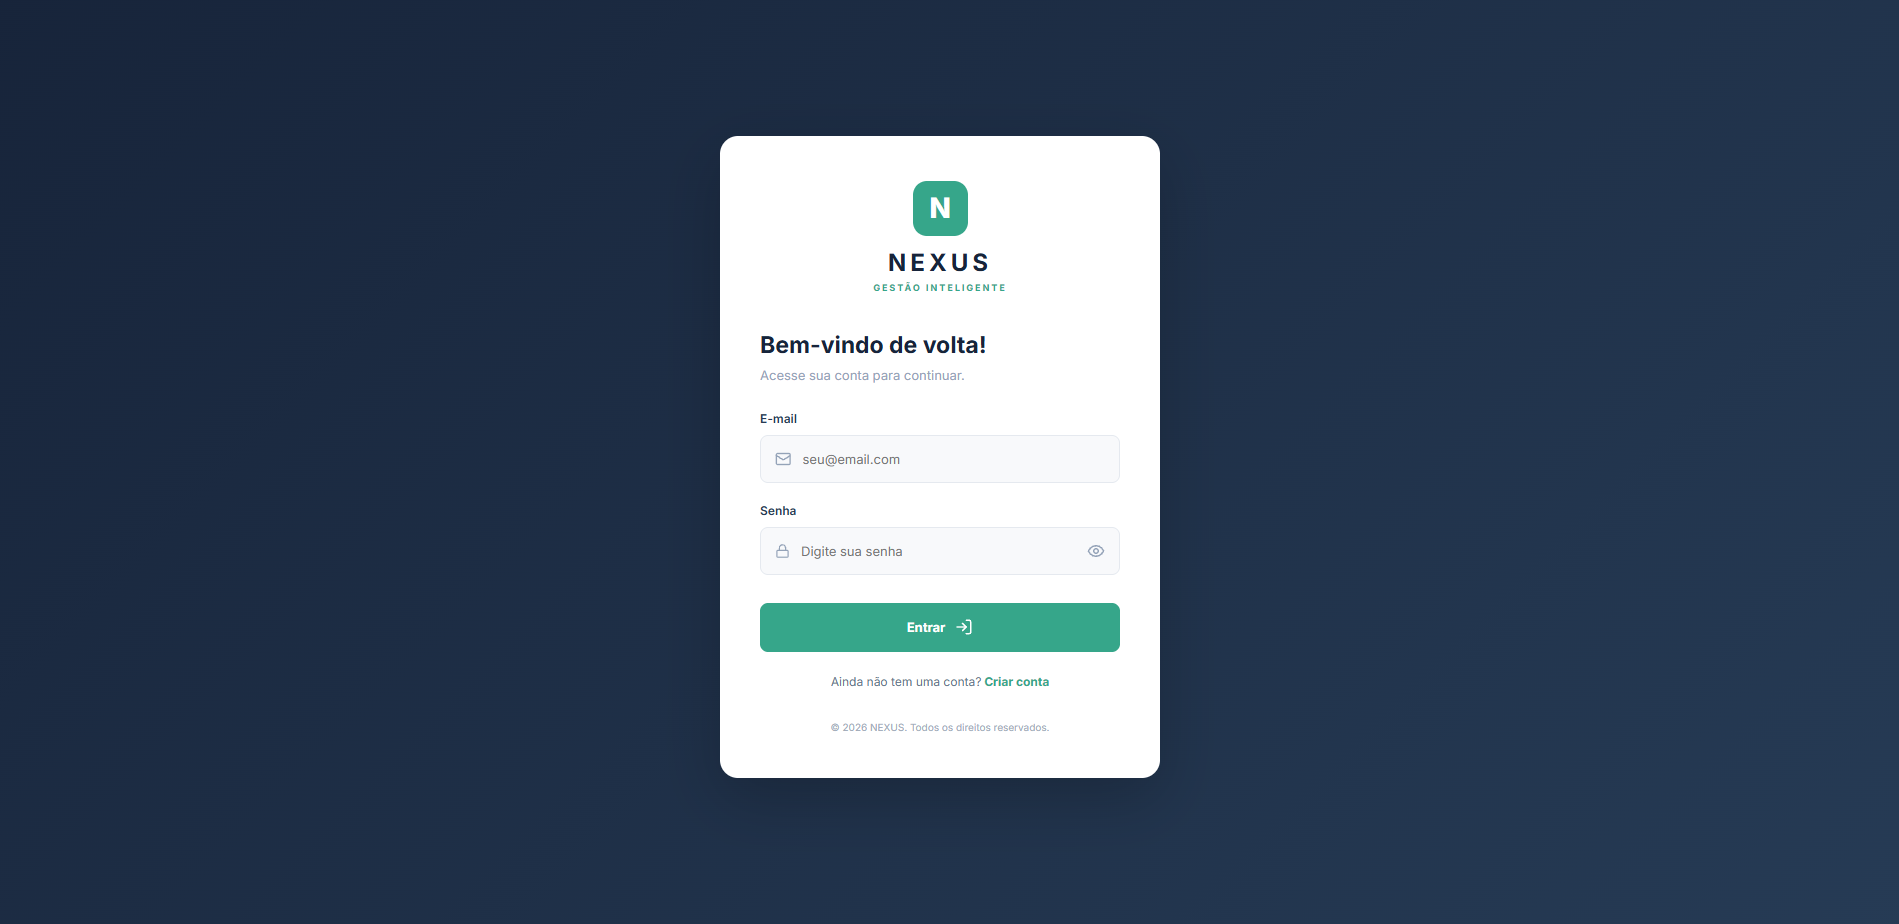 N
NEXUS
GESTÃO INTELIGENTE
Bem-vindo de volta!
Acesse sua conta para continuar.
E-mail
seu@email.com
Senha
Digite sua senha
Entrar
Ainda não tem uma conta? Criar conta
© 2026 NEXUS. Todos os direitos reservados.